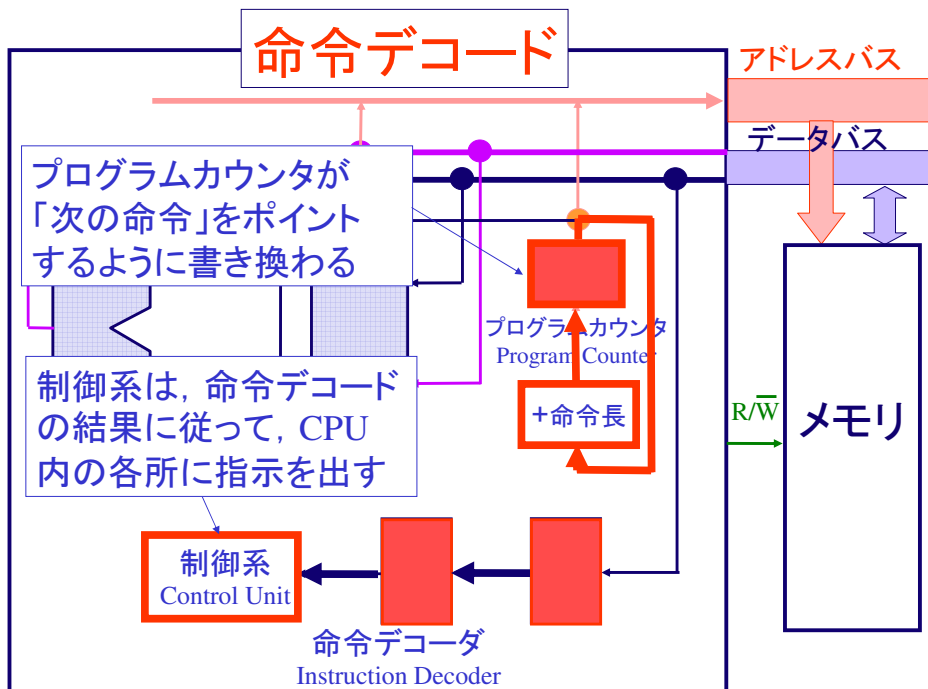 命令デコード
アドレスバス
データバス
プログラムカウンタが
「次の命令」をポイント
するように書き換わる
プログラムカウンタ
Program Counter
制御系は，命令デコード
の結果に従って，CPU
内の各所に指示を出す
+命令長
R/W̅
メモリ
制御系
Control Unit
命令デコーダ
Instruction Decoder